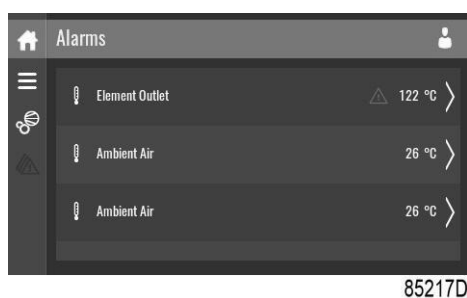 Alarms
Element Outlet 122 °C
Ambient Air 26 °C
Ambient Air 26 °C
85217D